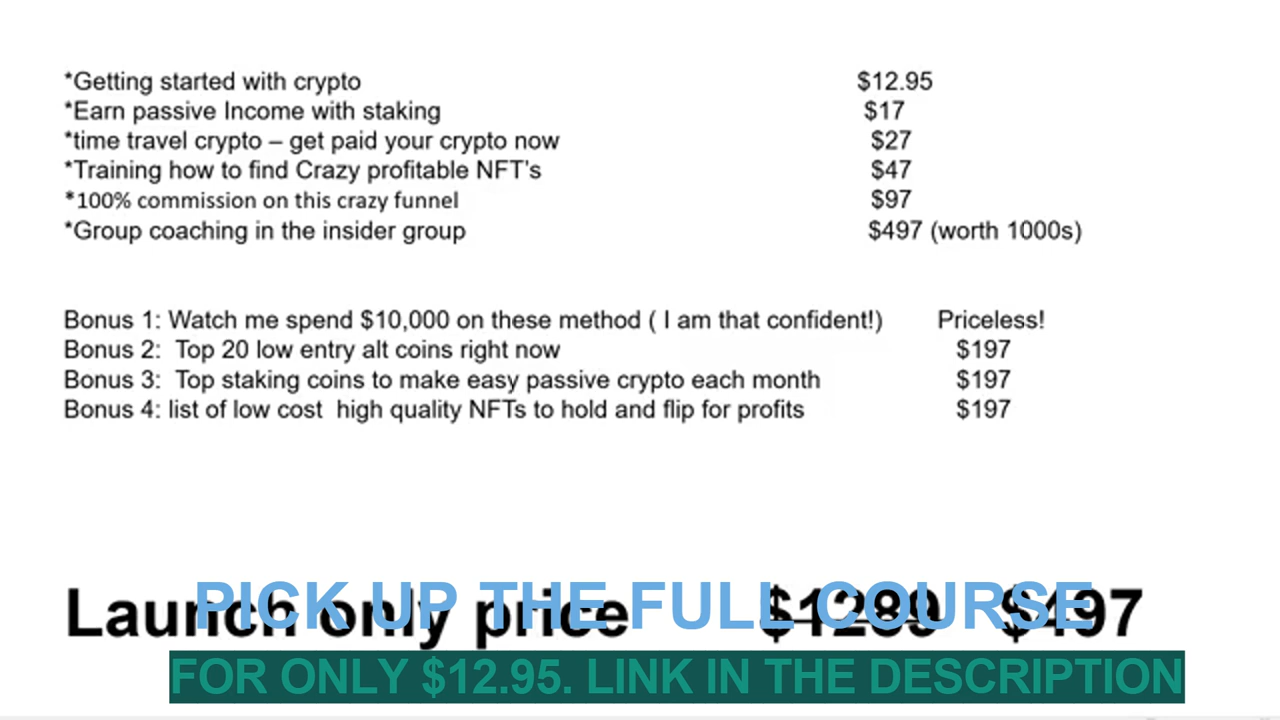 *Getting started with crypto $12.95
*Earn passive Income with staking $17
*time travel crypto – get paid your crypto now $27
*Training how to find Crazy profitable NFT's $47
*100% commission on this crazy funnel $97
*Group coaching in the insider group $497 (worth 1000s)
Bonus 1: Watch me spend $10,000 on these method ( I am that confident!) Priceless!
Bonus 2: Top 20 low entry alt coins right now $197
Bonus 3: Top staking coins to make easy passive crypto each month $197
Bonus 4: list of low cost high quality NFTs to hold and flip for profits $197
Launch only price $1289 $497
PICK UP THE FULL COURSE
FOR ONLY $12.95. LINK IN THE DESCRIPTION